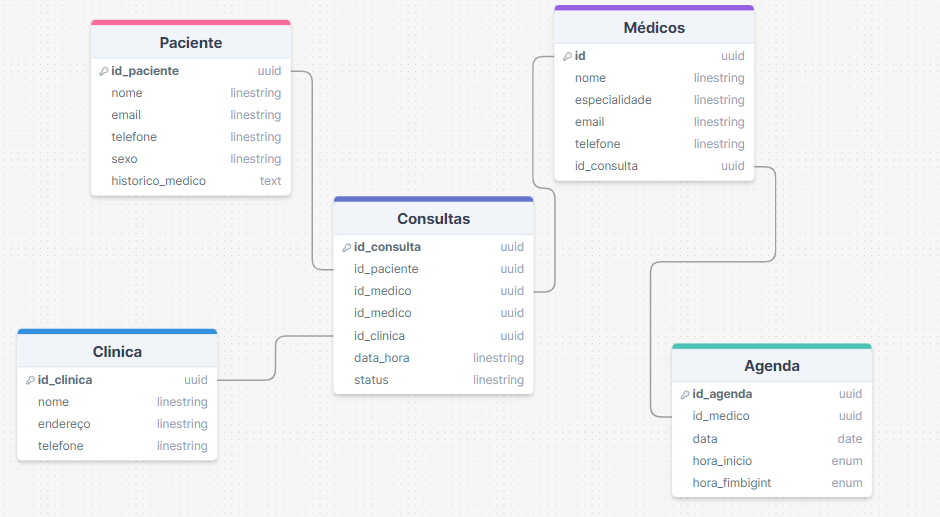 Paciente
id_paciente uuid
nome linestring
email linestring
telefone linestring
sexo linestring
historico_medico text
Médicos
id uuid
nome linestring
especialidade linestring
email linestring
telefone linestring
id_consulta uuid
Consultas
id_consulta uuid
id_paciente uuid
id_medico uuid
id_medico uuid
id_clinica uuid
data_hora linestring
status linestring
Clinica
id_clinica uuid
nome linestring
endereço linestring
telefone linestring
Agenda
id_agenda uuid
id_medico uuid
data date
hora_inicio enum
hora_fimbigint enum